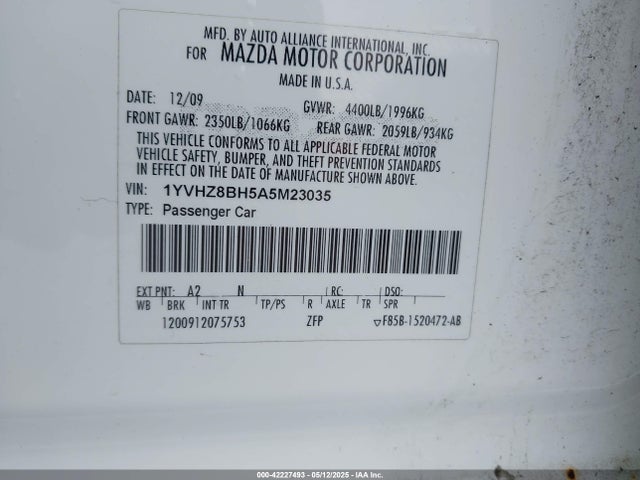 MFD. BY AUTO ALLIANCE INTERNATIONAL, INC.
FOR MAZDA MOTOR CORPORATION
MADE IN U.S.A.
DATE: 12/09 GVWR: 4400LB/1996KG
FRONT GAWR: 2350LB/1066KG REAR GAWR: 2059LB/934KG
THIS VEHICLE CONFORMS TO ALL APPLICABLE FEDERAL MOTOR
VEHICLE SAFETY, BUMPER, AND THEFT PREVENTION STANDARDS
IN EFFECT ON THE DATE OF MANUFACTURE SHOWN ABOVE.
VIN: 1YVHZ8BH5A5M23035
TYPE: Passenger Car
EXT PNT: A2 N RC: DSO:
WB BRK INT TR TP/PS R AXLE TR SPR
1200912075753 ZFP F85B-1520472-AB
000-42227493 - 05/12/2025 - IAA Inc.